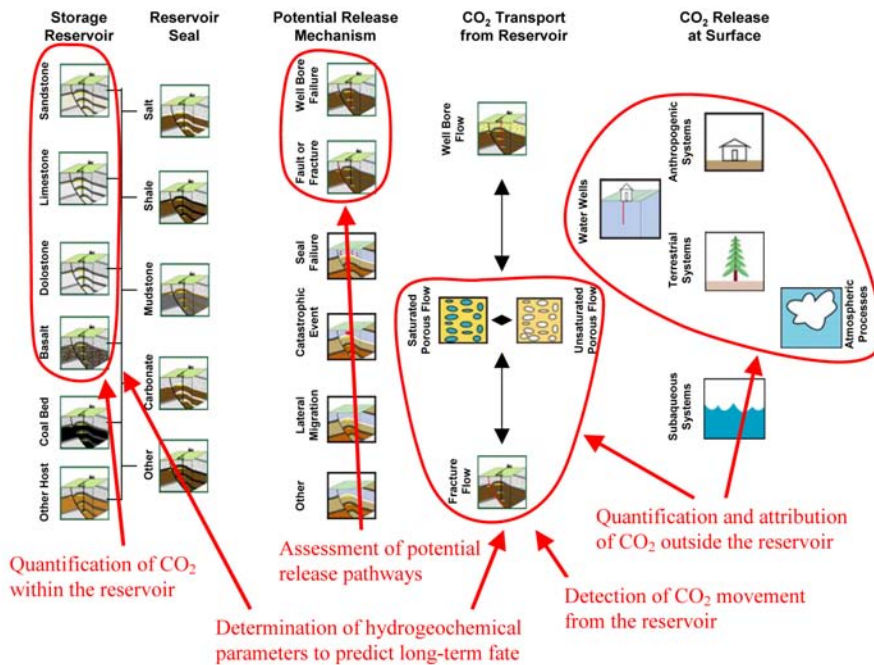 Storage
Reservoir
Reservoir
Seal
Potential Release
Mechanism
CO2 Transport
from Reservoir
CO2 Release
at Surface
Sandstone
Limestone
Dolostone
Basalt
Coal Bed
Other Host
Salt
Shale
Mudstone
Carbonate
Other
Well Bore
Failure
Fault or
Fracture
Seal
Failure
Catastrophic
Event
Lateral
Migration
Other
Well Bore
Flow
Saturated
Porous Flow
Unsaturated
Porous Flow
Fracture
Flow
Anthropogenic
Systems
Water Wells
Terrestrial
Systems
Atmospheric
Processes
Subaqueous
Systems
Quantification of CO2
within the reservoir
Assessment of potential
release pathways
Quantification and attribution
of CO2 outside the reservoir
Detection of CO2 movement
from the reservoir
Determination of hydrogeochemical
parameters to predict long-term fate